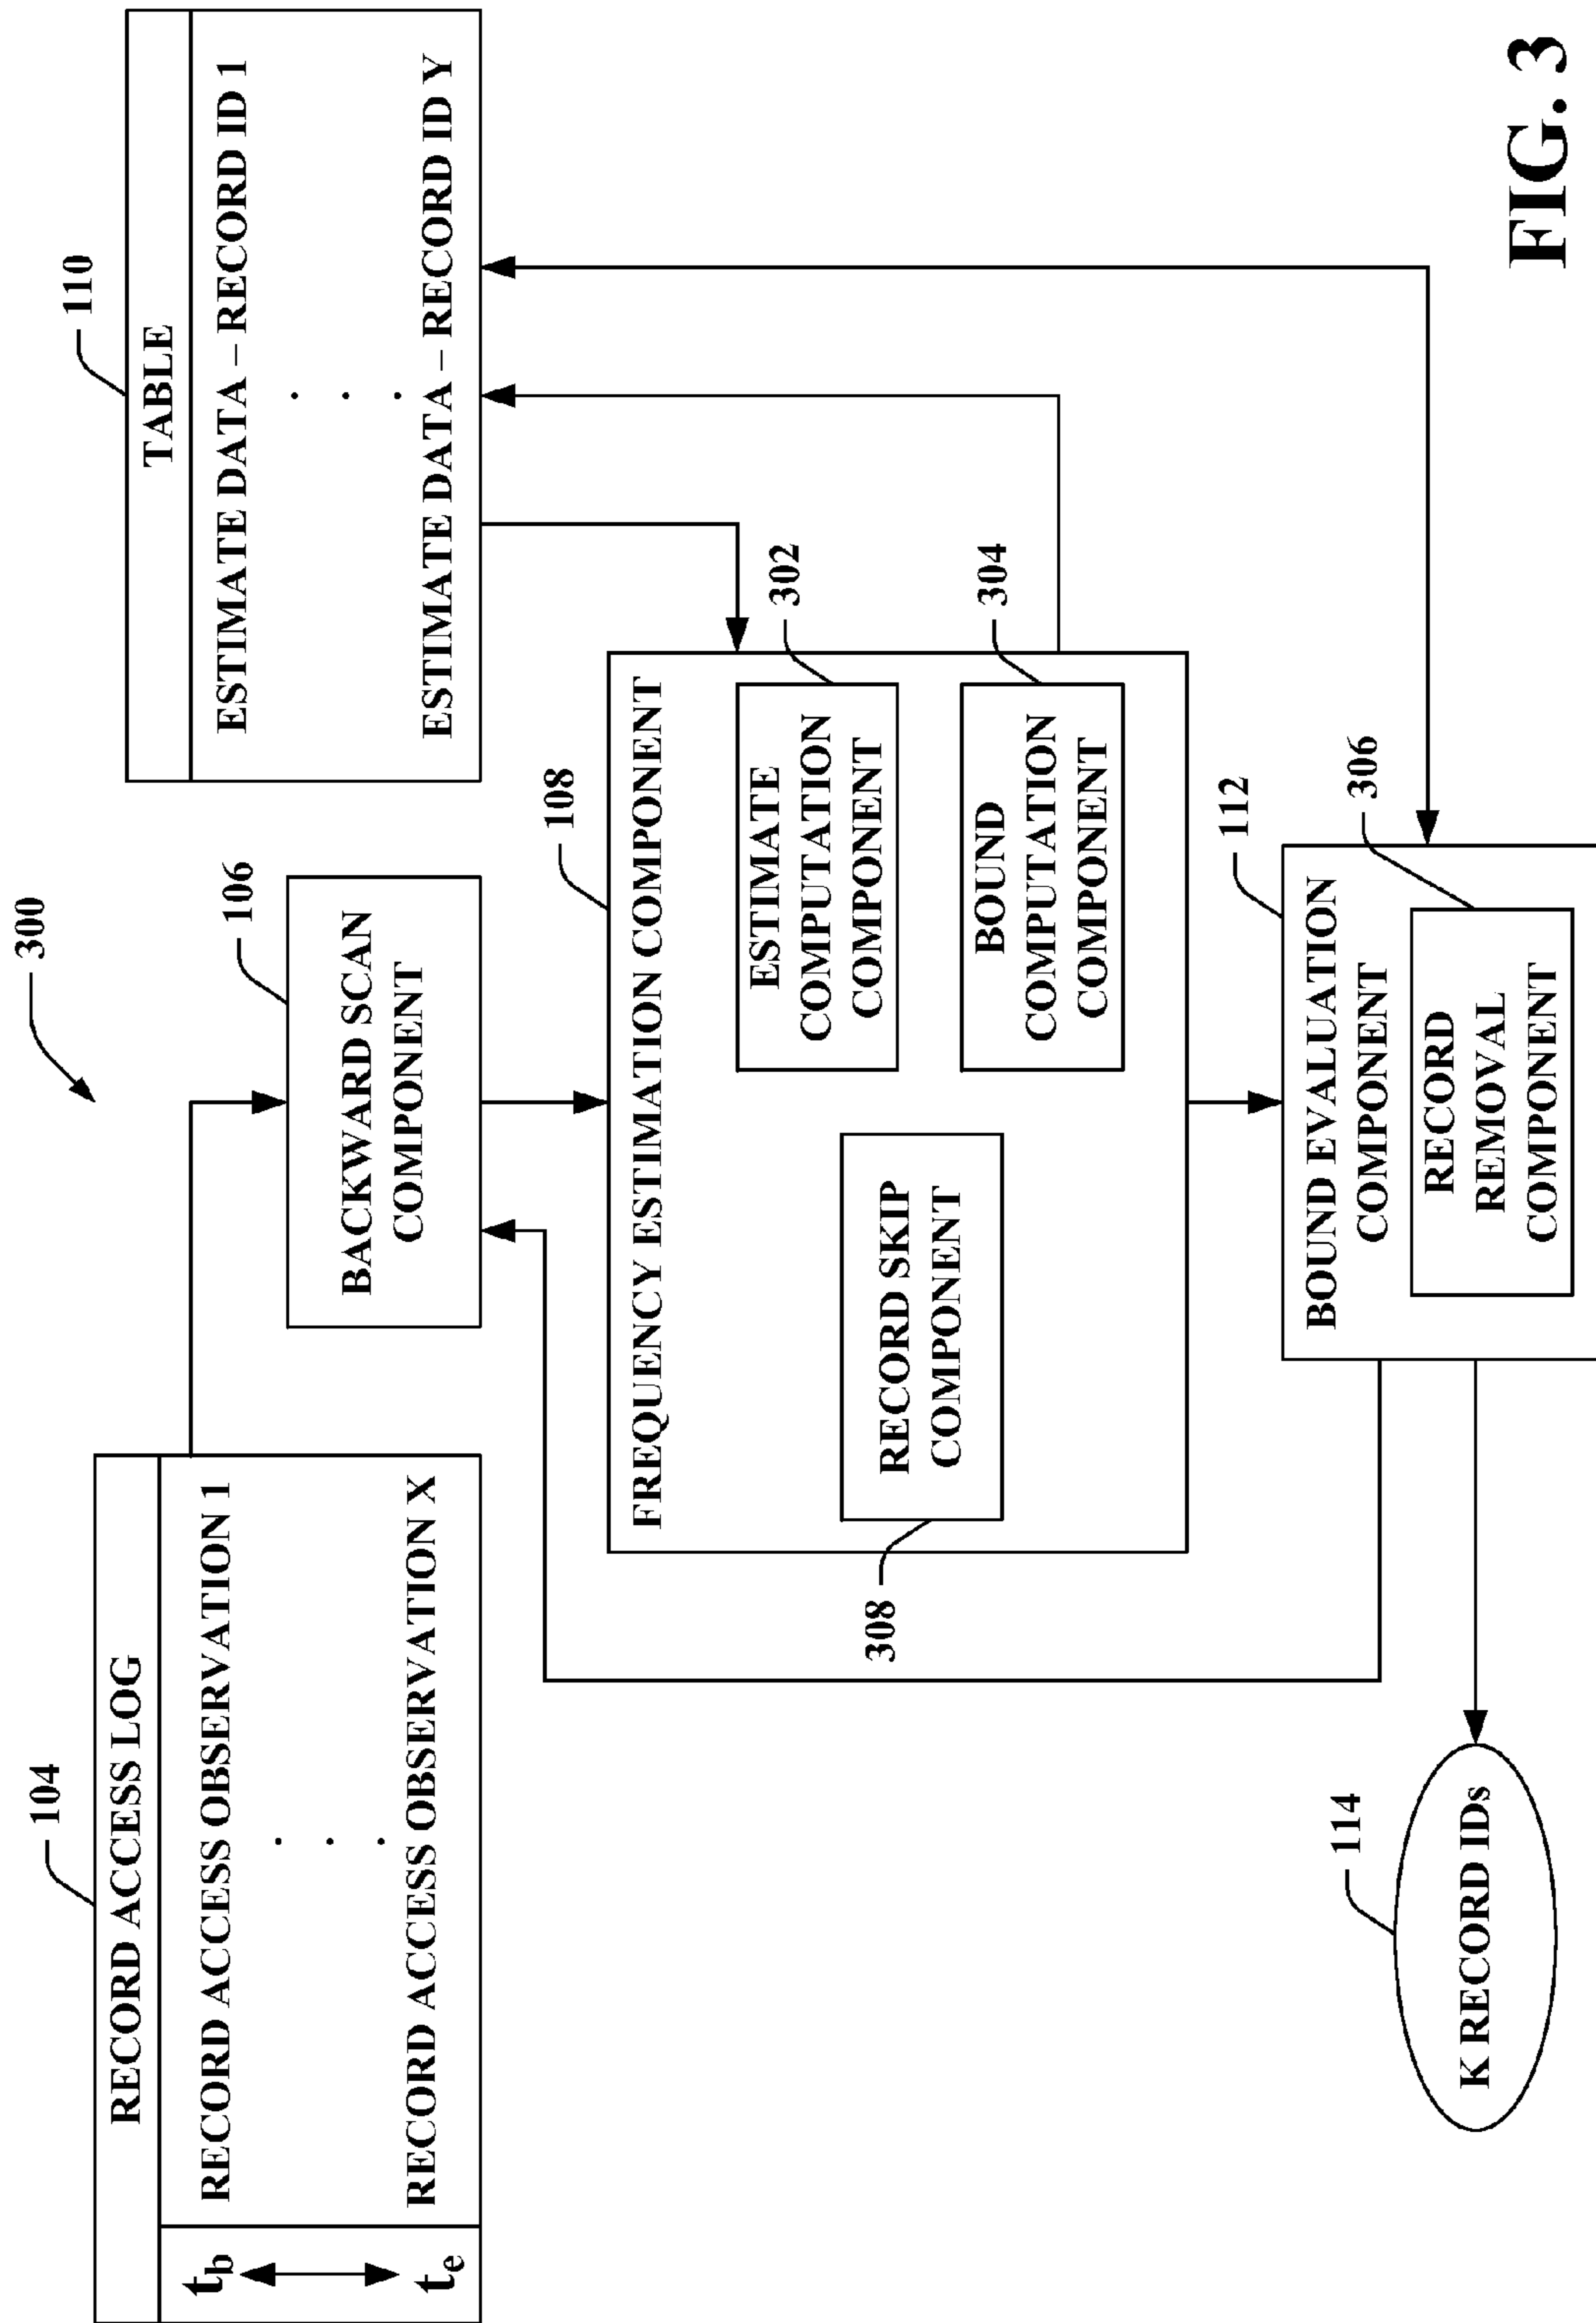 300
104
RECORD ACCESS LOG
t_b
t_e
RECORD ACCESS OBSERVATION 1
. . .
RECORD ACCESS OBSERVATION X
106
BACKWARD SCAN
COMPONENT
110
TABLE
ESTIMATE DATA – RECORD ID 1
. . .
ESTIMATE DATA – RECORD ID Y
108
FREQUENCY ESTIMATION COMPONENT
308
RECORD SKIP
COMPONENT
302
ESTIMATE
COMPUTATION
COMPONENT
304
BOUND
COMPUTATION
COMPONENT
112
BOUND EVALUATION
COMPONENT
306
RECORD
REMOVAL
COMPONENT
114
K RECORD IDs
FIG. 3